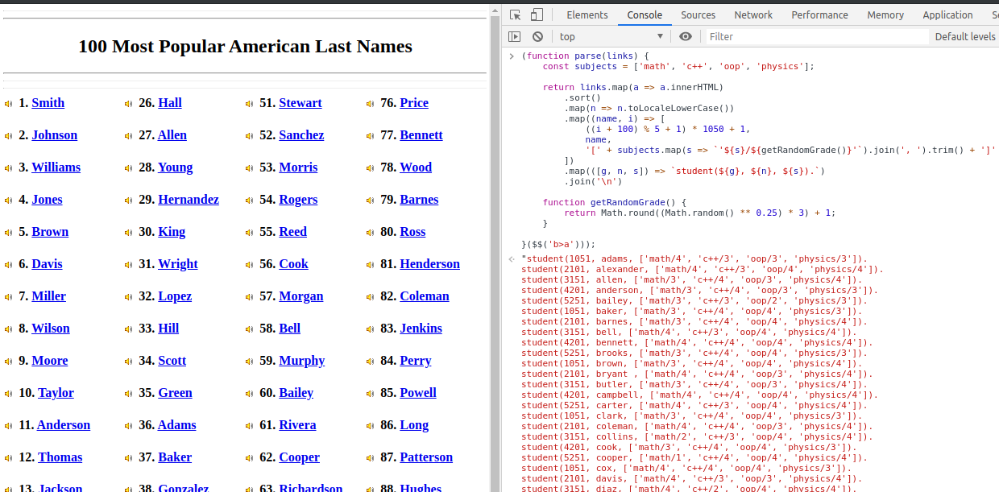 100 Most Popular American Last Names
1. Smith 26. Hall 51. Stewart 76. Price
2. Johnson 27. Allen 52. Sanchez 77. Bennett
3. Williams 28. Young 53. Morris 78. Wood
4. Jones 29. Hernandez 54. Rogers 79. Barnes
5. Brown 30. King 55. Reed 80. Ross
6. Davis 31. Wright 56. Cook 81. Henderson
7. Miller 32. Lopez 57. Morgan 82. Coleman
8. Wilson 33. Hill 58. Bell 83. Jenkins
9. Moore 34. Scott 59. Murphy 84. Perry
10. Taylor 35. Green 60. Bailey 85. Powell
11. Anderson 36. Adams 61. Rivera 86. Long
12. Thomas 37. Baker 62. Cooper 87. Patterson
13. Jackson 38. Gonzalez 63. Richardson 88. Hughes
Elements Console Sources Network Performance Memory Application
top Filter Default levels
(function parse(links) {
const subjects = ['math', 'c++', 'oop', 'physics'];
return links.map(a => a.innerHTML)
.sort()
.map(n => n.toLocaleLowerCase())
.map((name, i) => [
((i + 100) % 5 + 1) * 1050 + 1,
name,
'[' + subjects.map(s => `'${s}/${getRandomGrade()}'`).join(', ').trim() + ']'
])
.map(([g, n, s]) => `student(${g}, ${n}, ${s}).`)
.join('\n')
function getRandomGrade() {
return Math.round((Math.random() ** 0.25) * 3) + 1;
}
}($$('b>a')));
"student(1051, adams, ['math/4', 'c++/3', 'oop/3', 'physics/3']).
student(2101, alexander, ['math/4', 'c++/3', 'oop/4', 'physics/4']).
student(3151, allen, ['math/3', 'c++/4', 'oop/3', 'physics/4']).
student(4201, anderson, ['math/3', 'c++/4', 'oop/3', 'physics/3']).
student(5251, bailey, ['math/3', 'c++/3', 'oop/2', 'physics/3']).
student(1051, baker, ['math/3', 'c++/4', 'oop/4', 'physics/3']).
student(2101, barnes, ['math/3', 'c++/4', 'oop/4', 'physics/4']).
student(3151, bell, ['math/4', 'c++/3', 'oop/4', 'physics/4']).
student(4201, bennett, ['math/4', 'c++/4', 'oop/4', 'physics/4']).
student(5251, brooks, ['math/3', 'c++/4', 'oop/4', 'physics/3']).
student(1051, brown, ['math/3', 'c++/4', 'oop/4', 'physics/4']).
student(2101, bryant , ['math/4', 'c++/4', 'oop/3', 'physics/4']).
student(3151, butler, ['math/3', 'c++/4', 'oop/3', 'physics/4']).
student(4201, campbell, ['math/4', 'c++/4', 'oop/4', 'physics/4']).
student(5251, carter, ['math/4', 'c++/3', 'oop/4', 'physics/4']).
student(1051, clark, ['math/3', 'c++/4', 'oop/4', 'physics/3']).
student(2101, coleman, ['math/4', 'c++/4', 'oop/3', 'physics/4']).
student(3151, collins, ['math/2', 'c++/3', 'oop/4', 'physics/4']).
student(4201, cook, ['math/3', 'c++/4', 'oop/4', 'physics/3']).
student(5251, cooper, ['math/1', 'c++/4', 'oop/4', 'physics/4']).
student(1051, cox, ['math/4', 'c++/4', 'oop/4', 'physics/3']).
student(2101, davis, ['math/4', 'c++/3', 'oop/3', 'physics/4']).
student(3151, diaz, ['math/4', 'c++/2', 'oop/4', 'physics/4']).